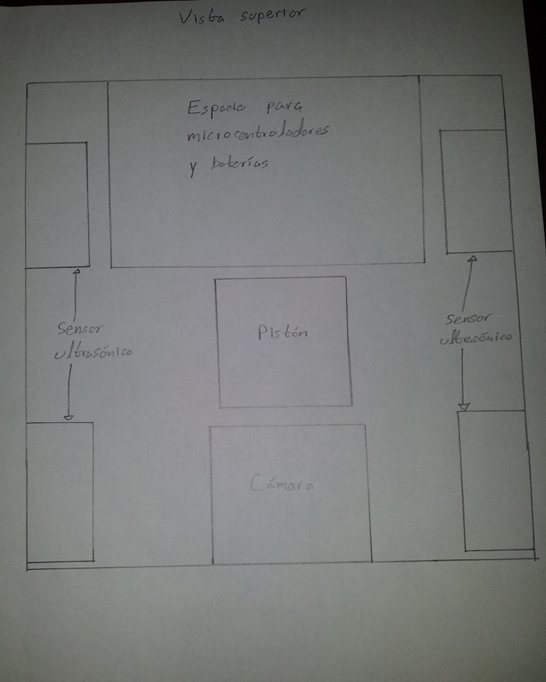 Vista superior
Espacio para
microcontroladores
y baterías
Pistón
Sensor
ultrasónico
Sensor
ultrasónico
Cámara